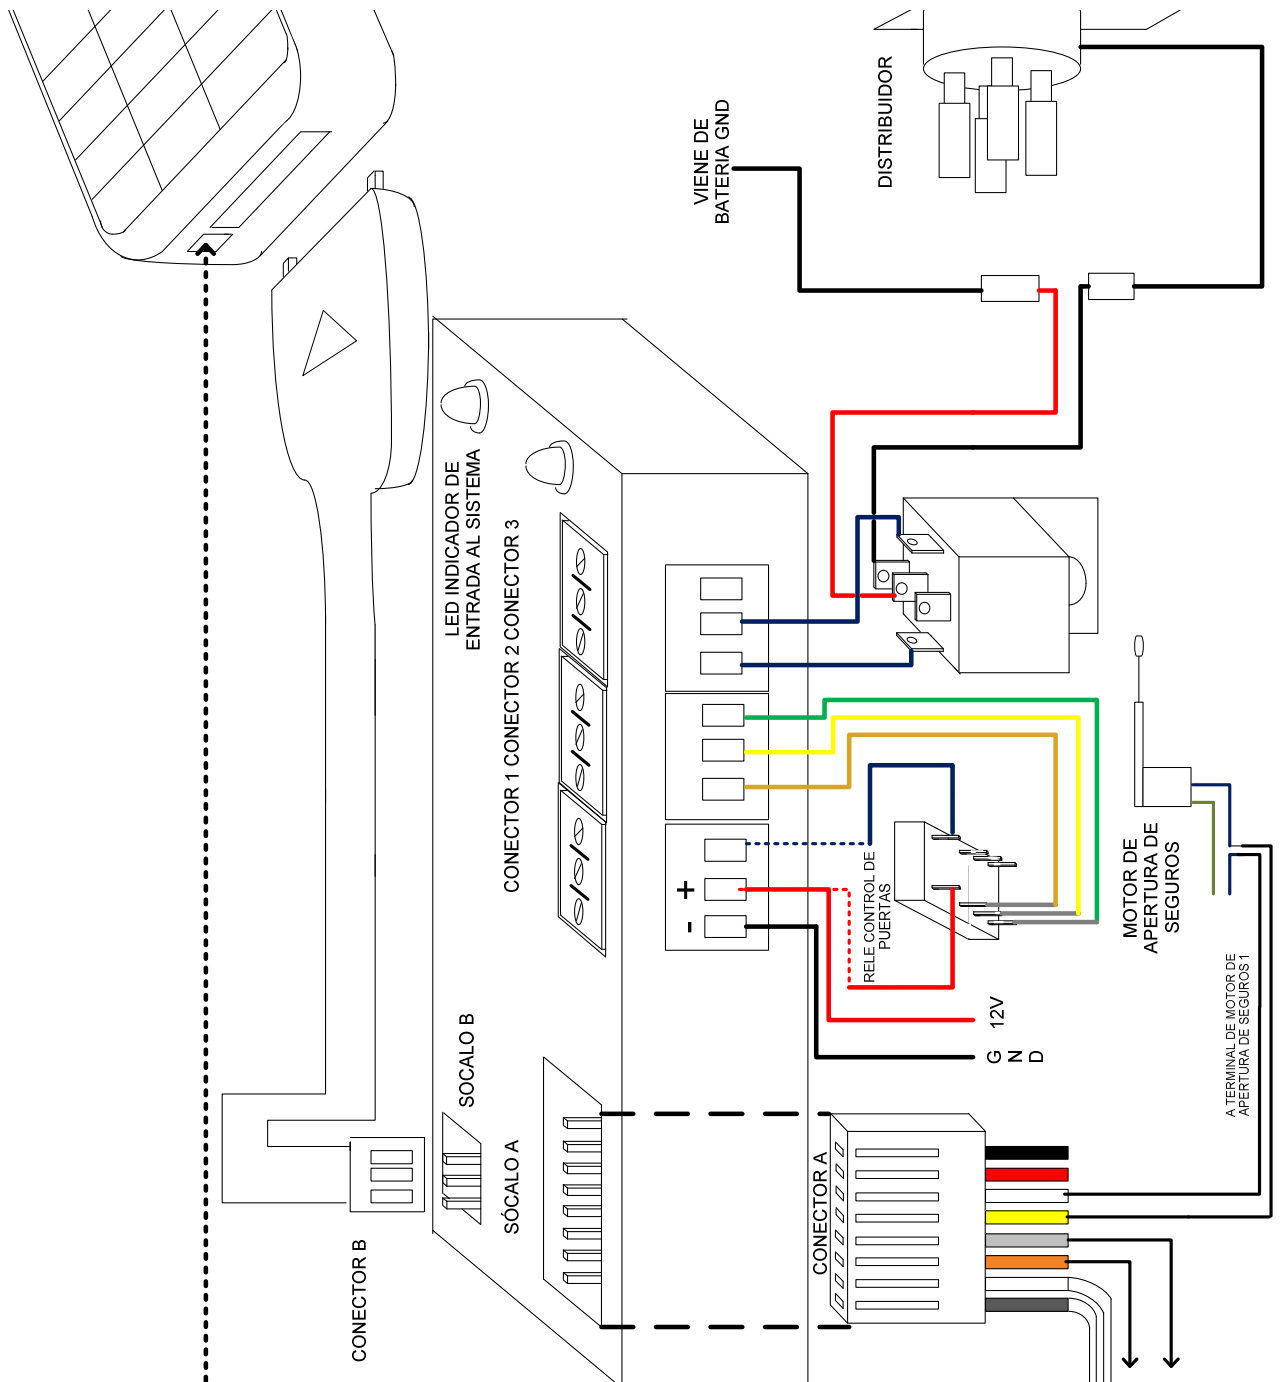 DISTRIBUIDOR
VIENE DE
BATERIA GND
LED INDICADOR DE
ENTRADA AL SISTEMA
CONECTOR 1 CONECTOR 2 CONECTOR 3
+
-
RELE CONTROL DE
PUERTAS
MOTOR DE
APERTURA DE
SEGUROS
12V
G
N
D
A TERMINAL DE MOTOR DE
APERTURA DE SEGUROS 1
SOCALO B
SÓCALO A
CONECTOR A
CONECTOR B